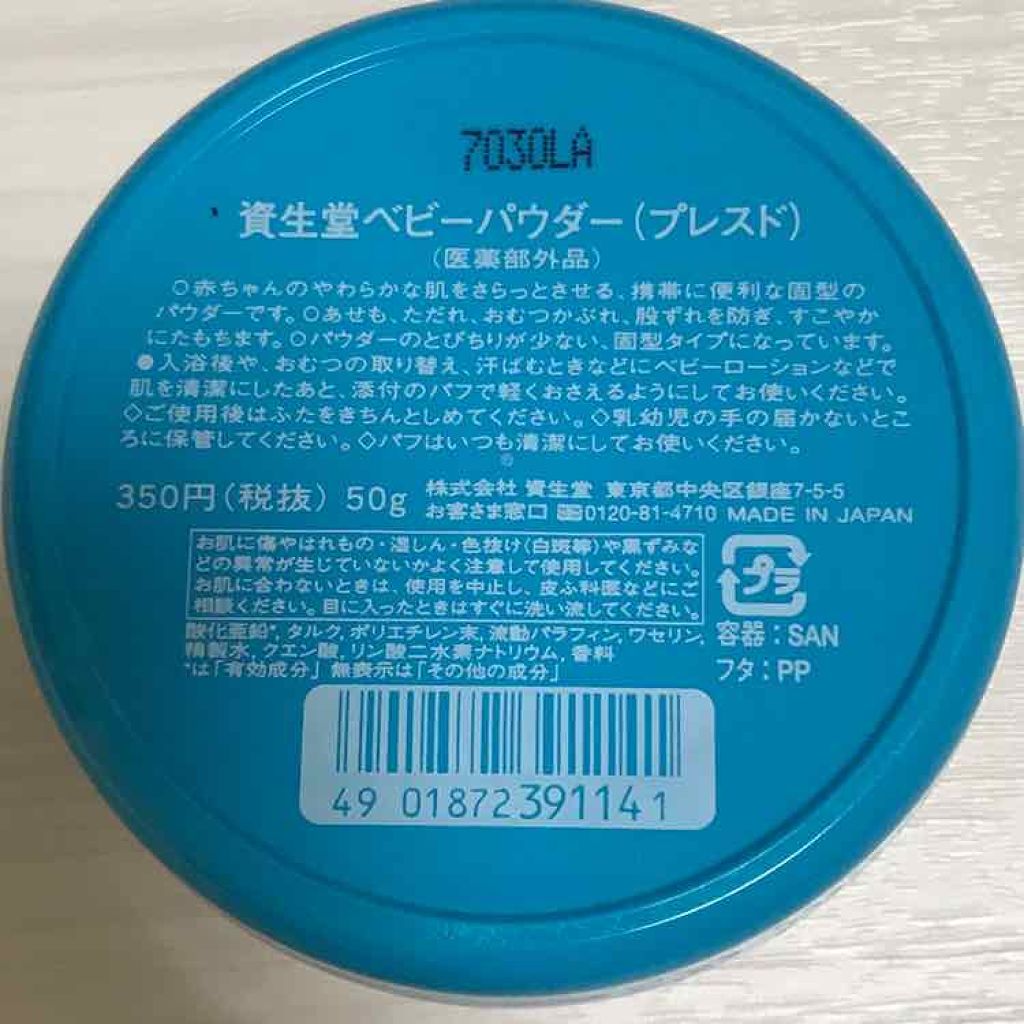 7030LA
資生堂ベビーパウダー(プレスド)
(医薬部外品)
○赤ちゃんのやわらかな肌をさらっとさせる、携帯に便利な固型の
パウダーです。○あせも、ただれ、おむつかぶれ、股ずれを防ぎ、すこやか
にたもちます。○パウダーのとびちりが少ない、固型タイプになっています。
●入浴後や、おむつの取り替え、汗ばむときなどにベビーローションなどで
肌を清潔にしたあと、添付のパフで軽くおさえるようにしてお使いください。
◇ご使用後はふたをきちんとしめてください。◇乳幼児の手の届かないとこ
ろに保管してください。◇パフはいつも清潔にしてお使いください。
350円(税抜) 50g
株式会社 資生堂 東京都中央区銀座7-5-5
お客さま窓口 0120-81-4710 MADE IN JAPAN
お肌に傷やはれもの・湿しん・色抜け(白斑等)や黒ずみな
どの異常が生じていないかよく注意して使用してください。
お肌に合わないときは、使用を中止し、皮ふ科医などにご
相談ください。目に入ったときはすぐに洗い流してください。
プラ
容器：SAN
フタ：PP
酸化亜鉛*, タルク, ポリエチレン末, 流動パラフィン, ワセリン,
精製水, クエン酸, リン酸二水素ナトリウム, 香料
*は「有効成分」無表示は「その他の成分」
49 01872 391141